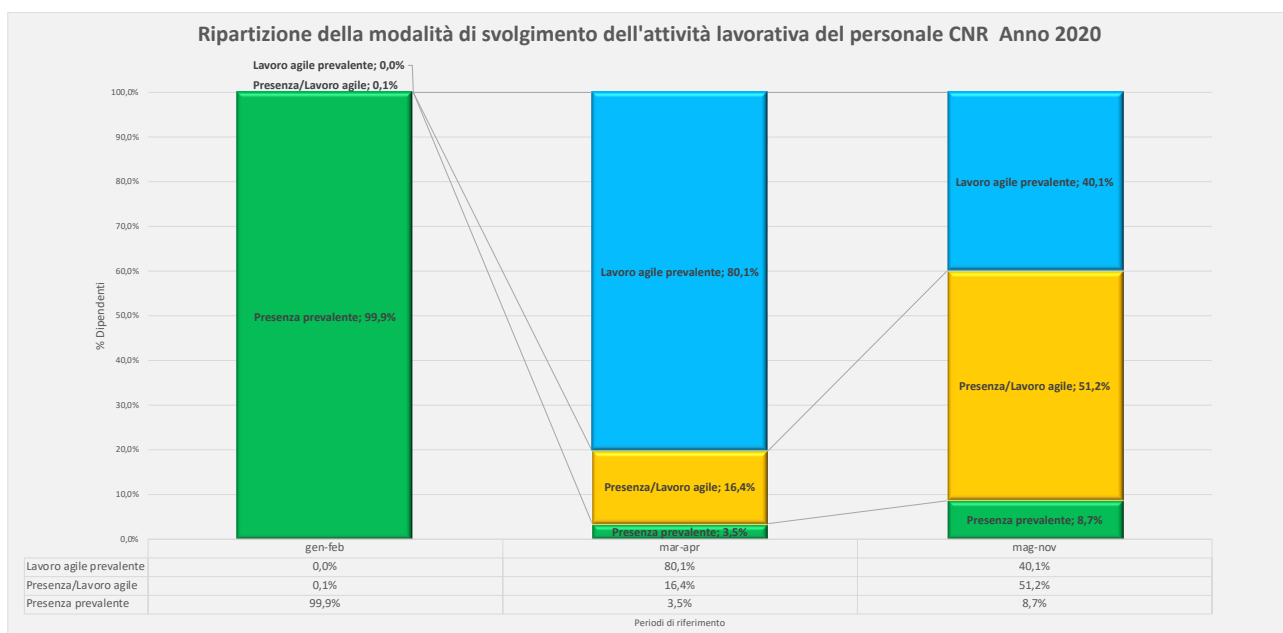 Ripartizione della modalità di svolgimento dell'attività lavorativa del personale CNR  Anno 2020
Lavoro agile prevalente; 0,0%
Presenza/Lavoro agile; 0,1%
100,0%
90,0%
80,0%
70,0%
60,0%
50,0%
40,0%
30,0%
20,0%
10,0%
0,0%
% Dipendenti
Presenza prevalente; 99,9%
Lavoro agile prevalente; 80,1%
Presenza/Lavoro agile; 16,4%
Presenza prevalente; 3,5%
Lavoro agile prevalente; 40,1%
Presenza/Lavoro agile; 51,2%
Presenza prevalente; 8,7%
gen-feb mar-apr mag-nov
Lavoro agile prevalente 0,0% 80,1% 40,1%
Presenza/Lavoro agile 0,1% 16,4% 51,2%
Presenza prevalente 99,9% 3,5% 8,7%
Periodi di riferimento